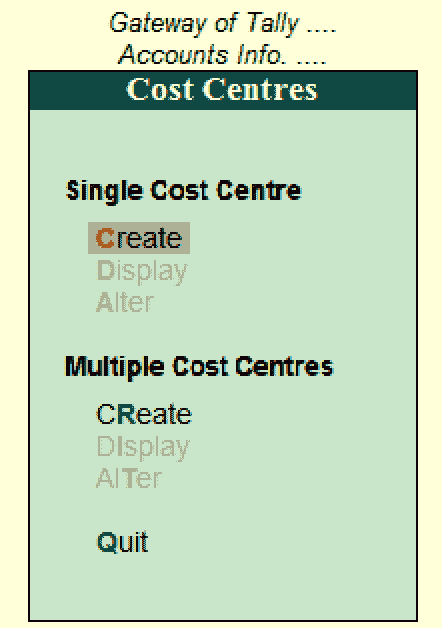 Gateway of Tally ....
Accounts Info. ....
Cost Centres
Single Cost Centre
Create
Display
Alter
Multiple Cost Centres
CReate
DIsplay
AlTer
Quit